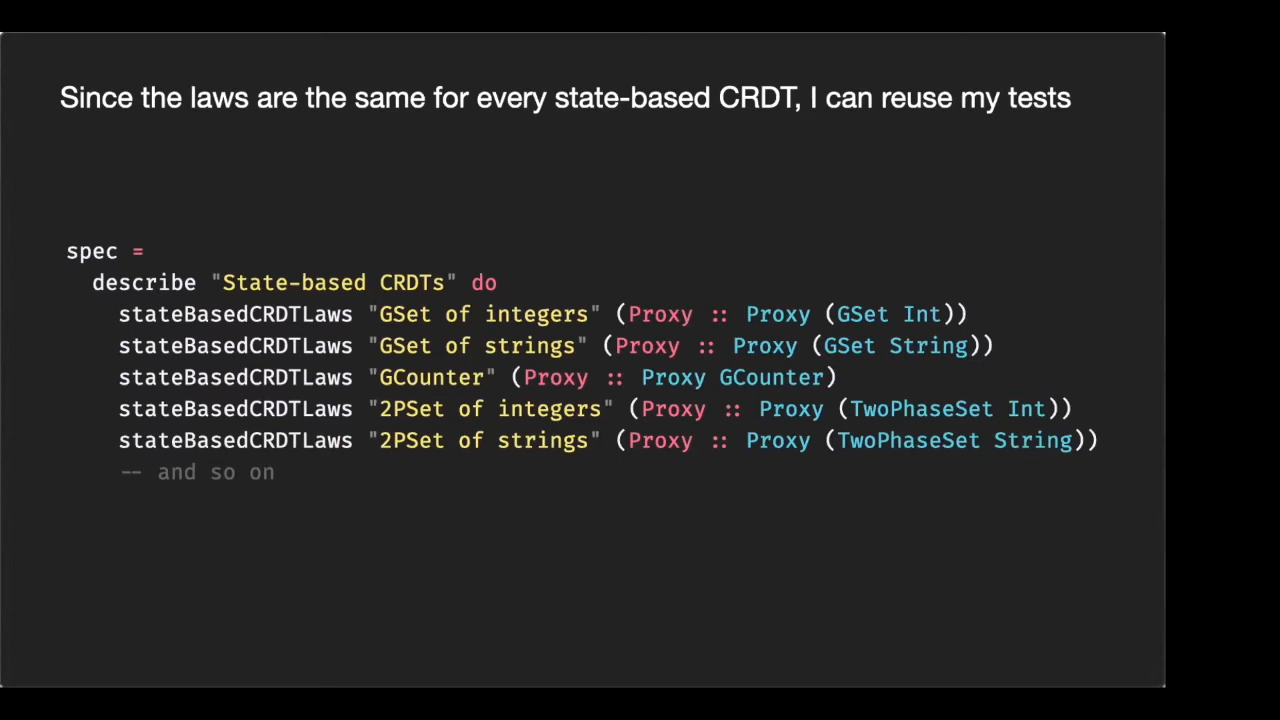 Since the laws are the same for every state-based CRDT, I can reuse my tests
spec =
  describe "State-based CRDTs" do
    stateBasedCRDTLaws "GSet of integers" (Proxy :: Proxy (GSet Int))
    stateBasedCRDTLaws "GSet of strings" (Proxy :: Proxy (GSet String))
    stateBasedCRDTLaws "GCounter" (Proxy :: Proxy GCounter)
    stateBasedCRDTLaws "2PSet of integers" (Proxy :: Proxy (TwoPhaseSet Int))
    stateBasedCRDTLaws "2PSet of strings" (Proxy :: Proxy (TwoPhaseSet String))
    -- and so on